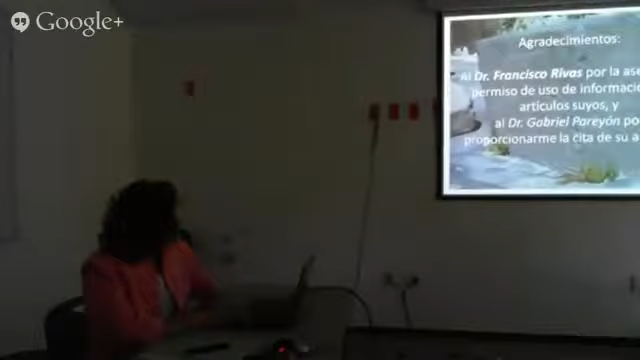 Google+
Agradecimientos:
Al Dr. Francisco Rivas por la ase
permiso de uso de informacio
artículos suyos, y
al Dr. Gabriel Pareyón po
proporcionarme la cita de su a